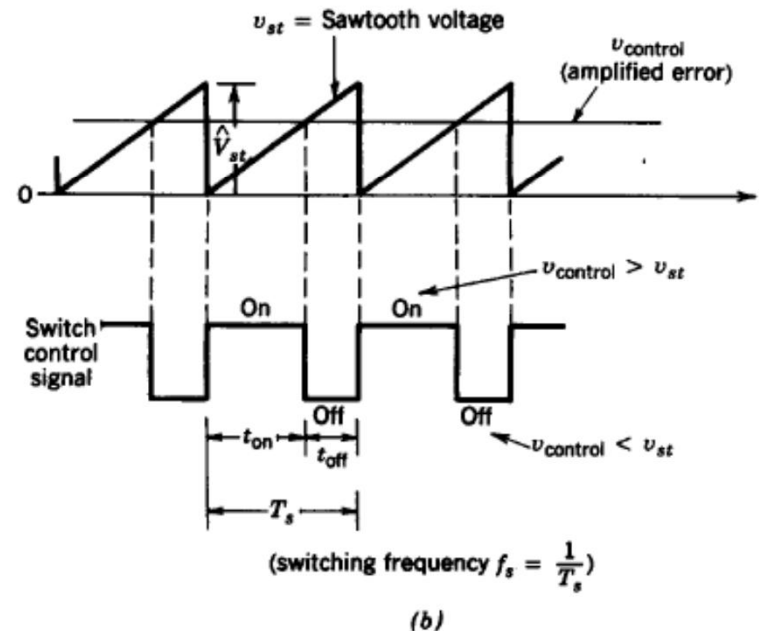 v_st = Sawtooth voltage
v_control
(amplified error)
V̂_st
0
v_control > v_st
On
On
Switch
control
signal
Off
Off
t_on
t_off
v_control < v_st
T_s
(switching frequency f_s = 1/T_s)
(b)